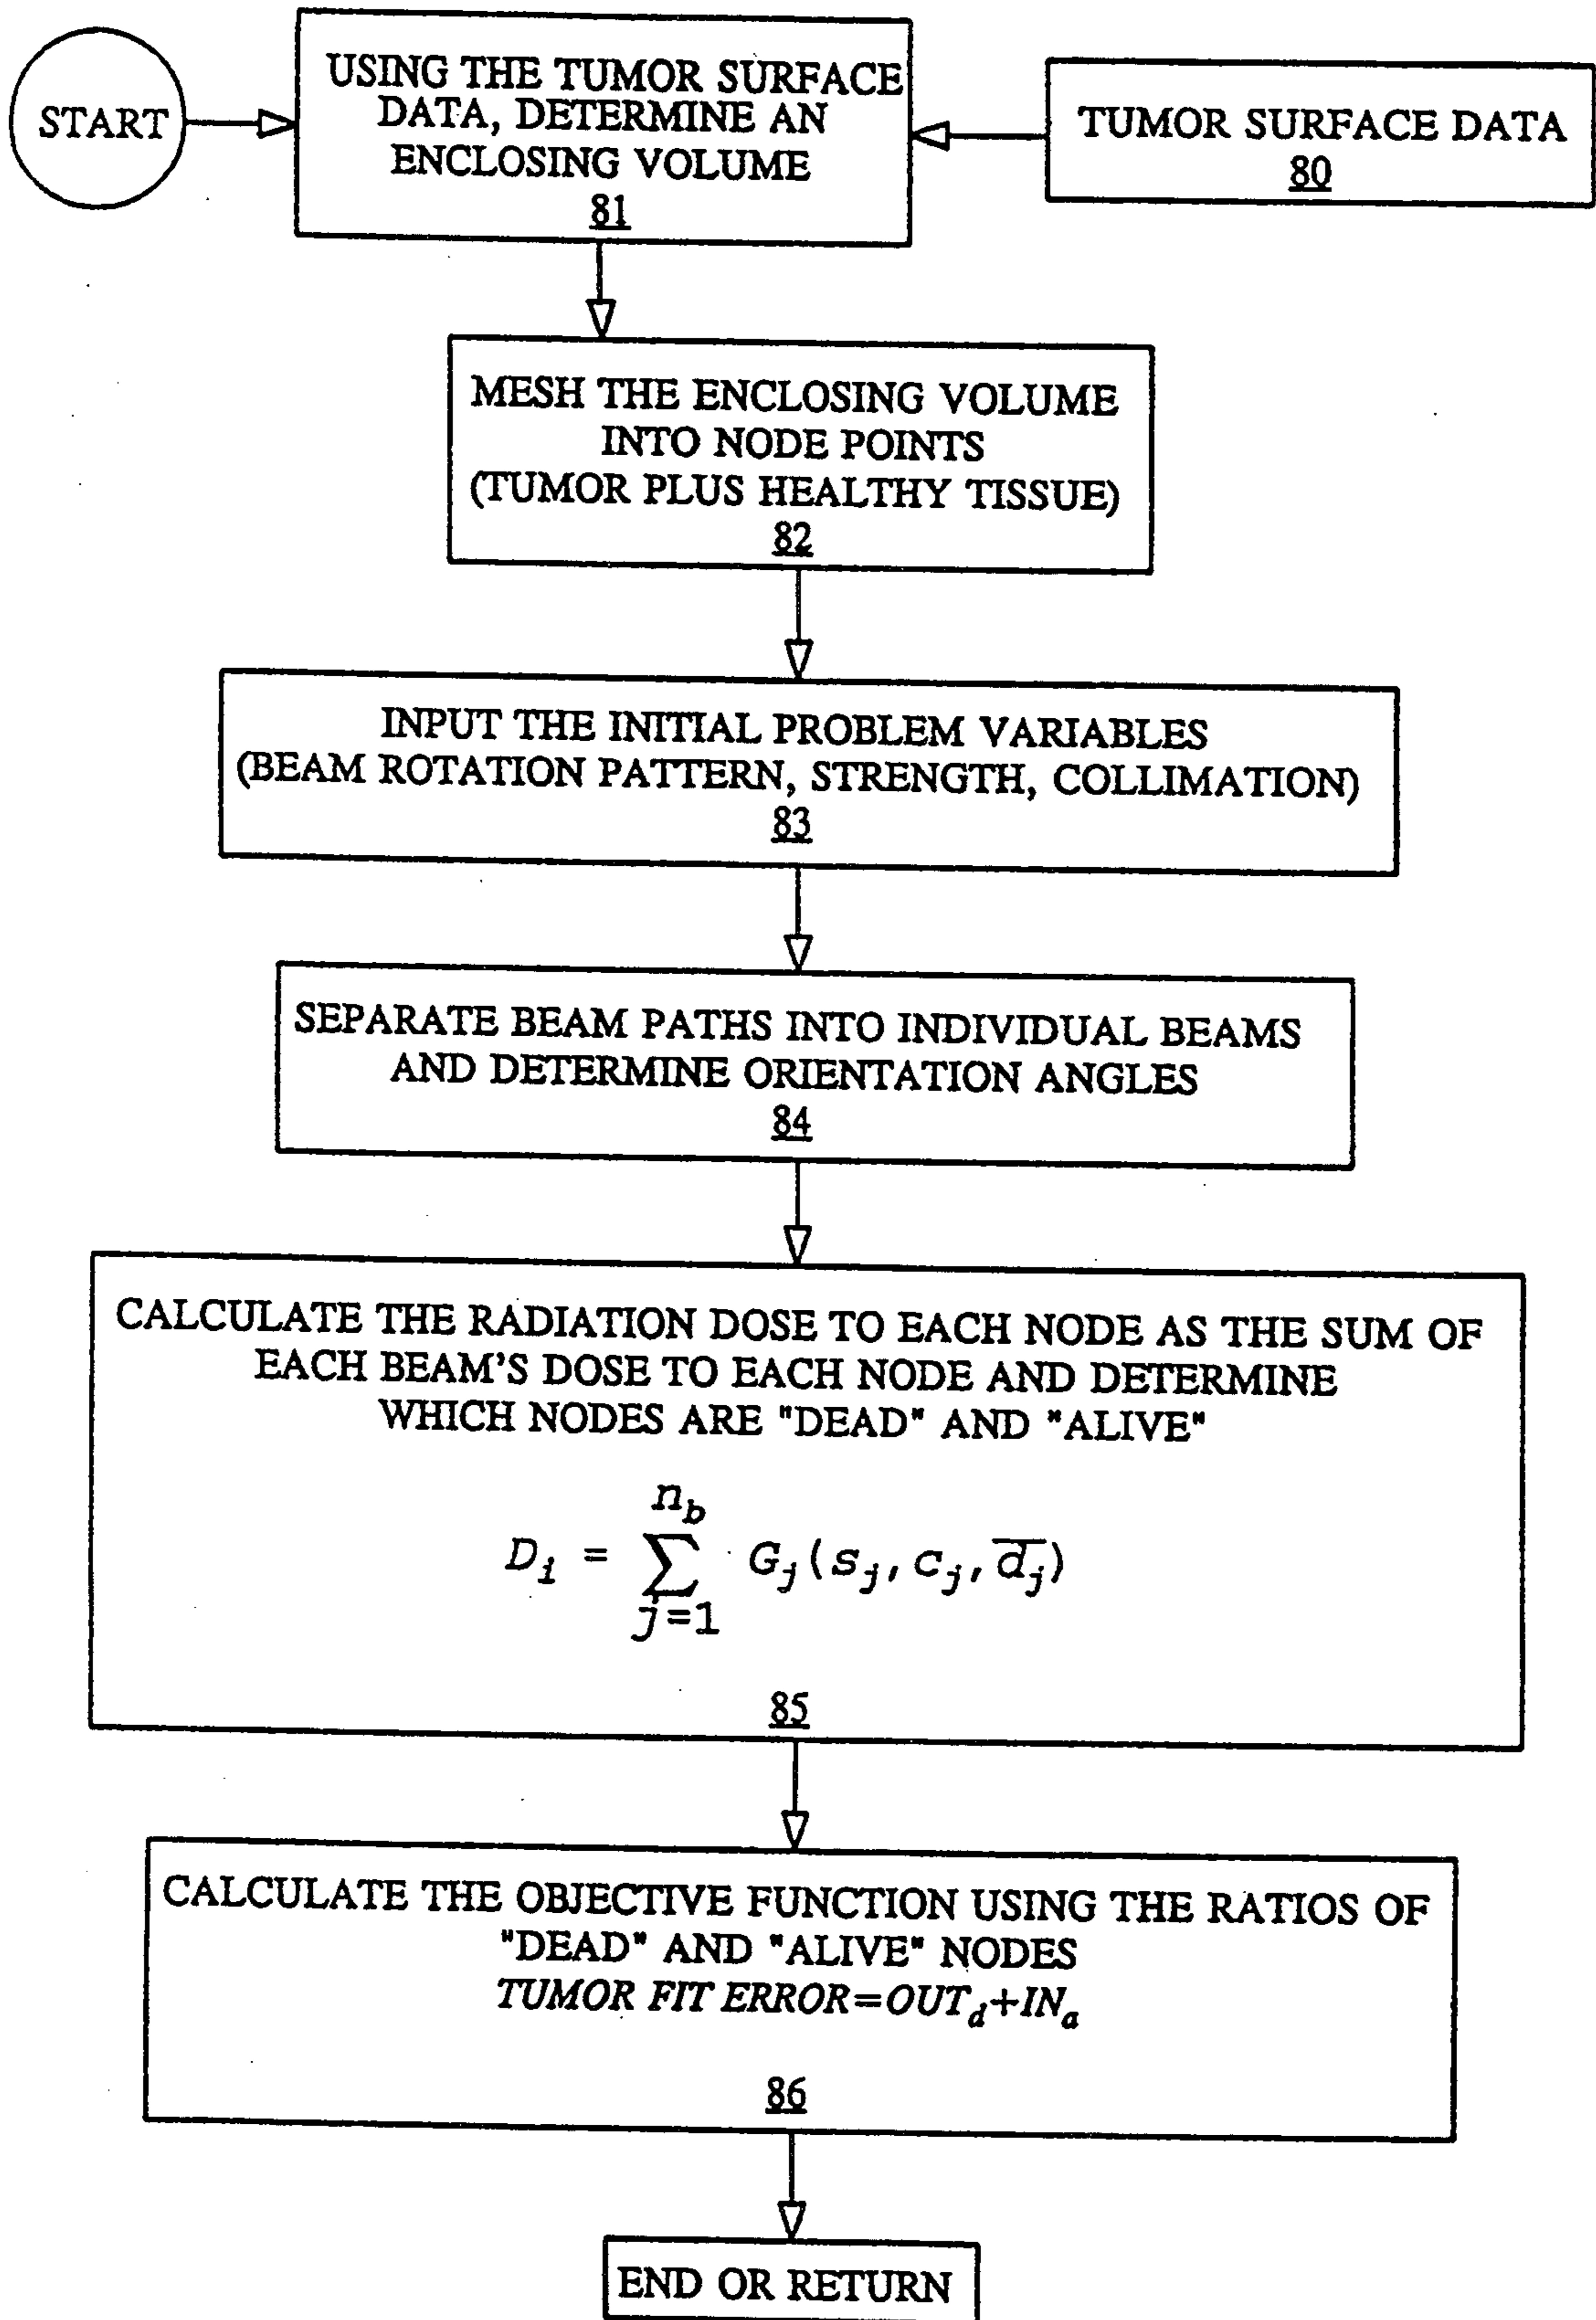 START
USING THE TUMOR SURFACE
DATA, DETERMINE AN
ENCLOSING VOLUME
81
TUMOR SURFACE DATA
80
MESH THE ENCLOSING VOLUME
INTO NODE POINTS
(TUMOR PLUS HEALTHY TISSUE)
82
INPUT THE INITIAL PROBLEM VARIABLES
(BEAM ROTATION PATTERN, STRENGTH, COLLIMATION)
83
SEPARATE BEAM PATHS INTO INDIVIDUAL BEAMS
AND DETERMINE ORIENTATION ANGLES
84
CALCULATE THE RADIATION DOSE TO EACH NODE AS THE SUM OF
EACH BEAM'S DOSE TO EACH NODE AND DETERMINE
WHICH NODES ARE "DEAD" AND "ALIVE"
$D_i = \sum_{j=1}^{n_b} G_j(s_j, c_j, \overline{d_j})$
85
CALCULATE THE OBJECTIVE FUNCTION USING THE RATIOS OF
"DEAD" AND "ALIVE" NODES
TUMOR FIT ERROR=OUT_d+IN_a
86
END OR RETURN